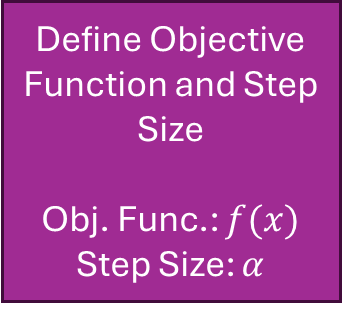 Define Objective
Function and Step
Size
Obj. Func.: 𝑓(𝑥)
Step Size: 𝛼